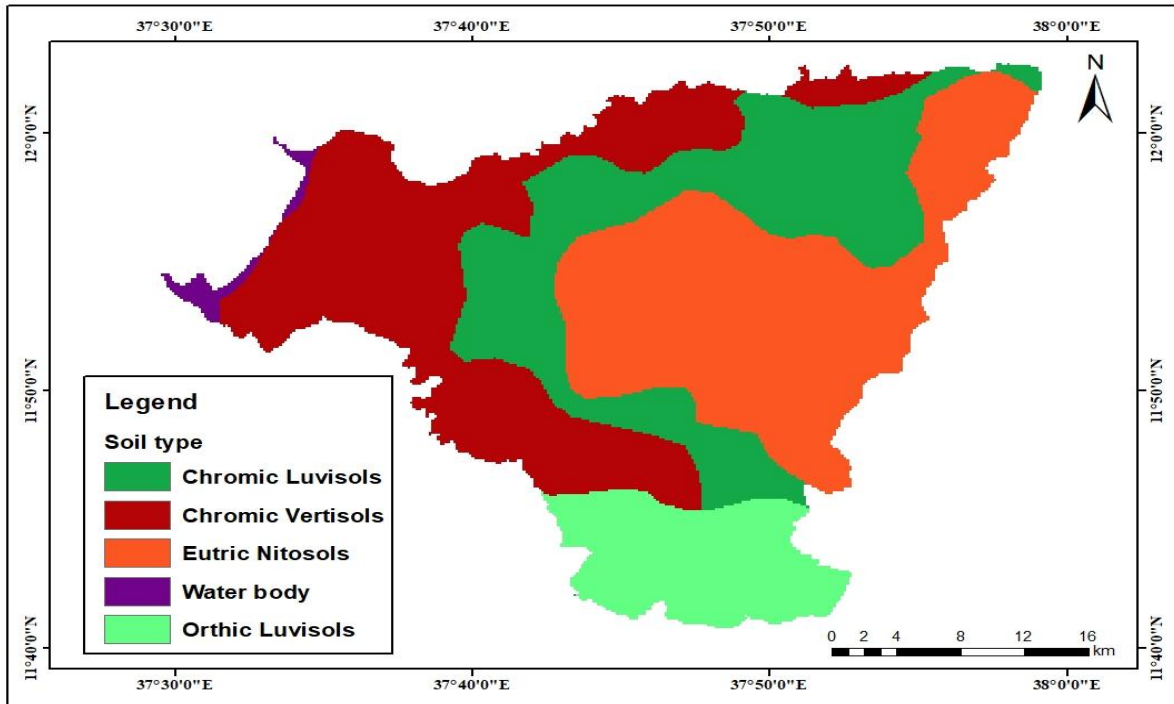 37°30'0"E 37°40'0"E 37°50'0"E 38°0'0"E
N
12°0'0"N 12°0'0"N
11°50'0"N 11°50'0"N
Legend
Soil type
Chromic Luvisols
Chromic Vertisols
Eutric Nitosols
Water body
Orthic Luvisols
0 2 4 8 12 16
km
11°40'0"N 11°40'0"N
37°30'0"E 37°40'0"E 37°50'0"E 38°0'0"E